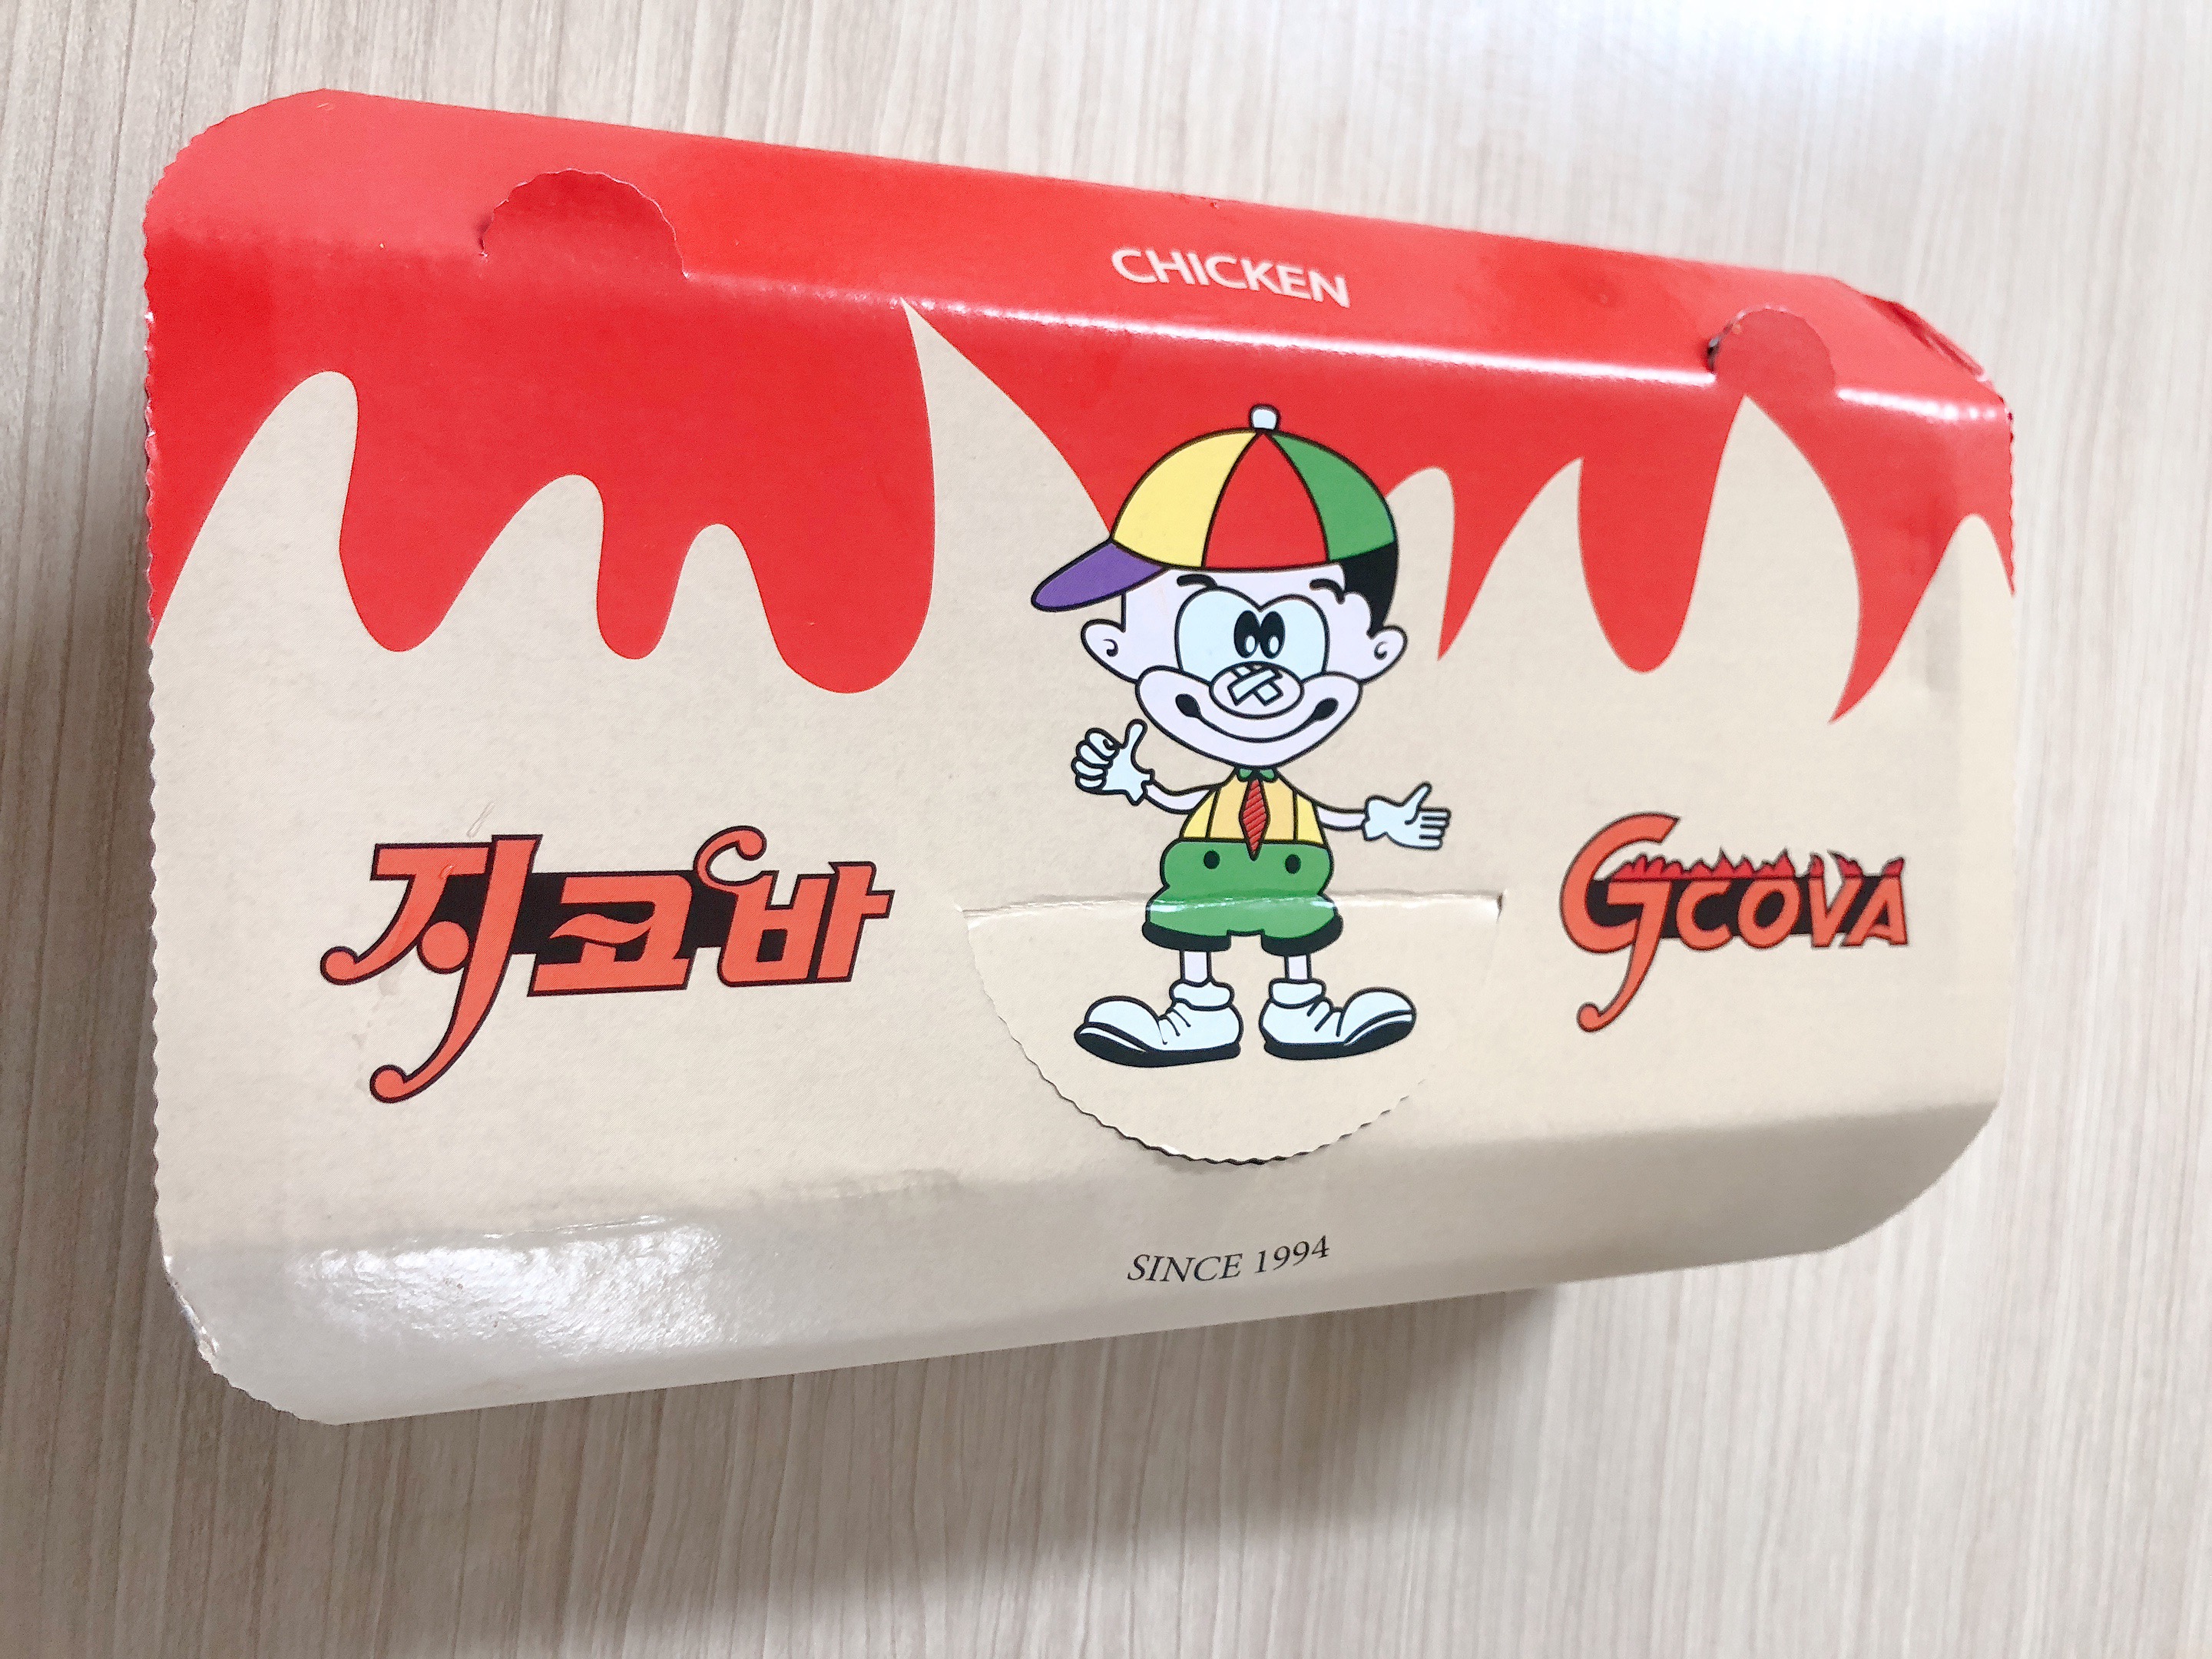 CHICKEN
지코바
GCOVA
SINCE 1994